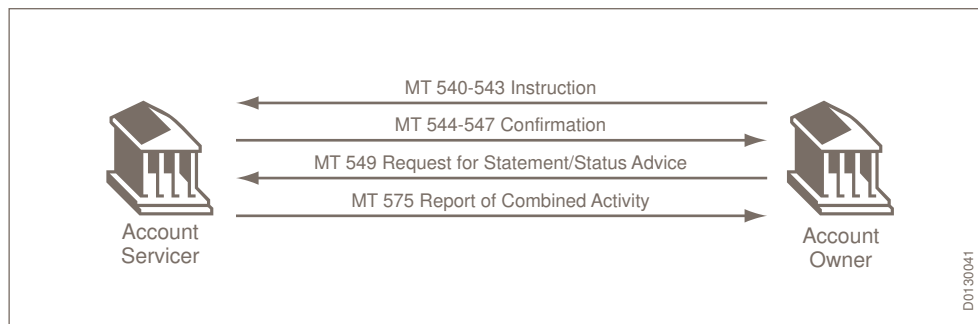 MT 540-543 Instruction
MT 544-547 Confirmation
MT 549 Request for Statement/Status Advice
MT 575 Report of Combined Activity
Account
Servicer
Account
Owner
D0130041